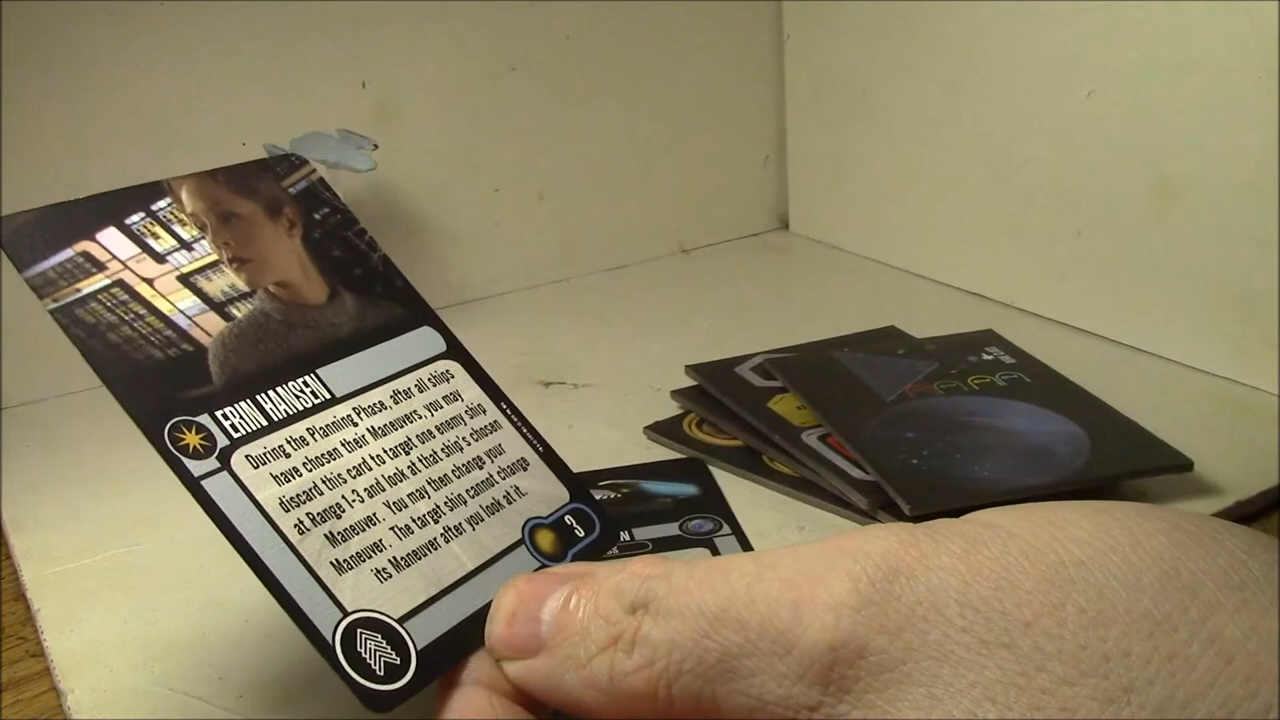 ERIN HANSEN
During the Planning Phase, after all ships
have chosen their Maneuvers, you may
discard this card to target one enemy ship
at Range 1-3 and look at that ship's chosen
Maneuver. You may then change your
Maneuver. The target ship cannot change
its Maneuver after you look at it.
3